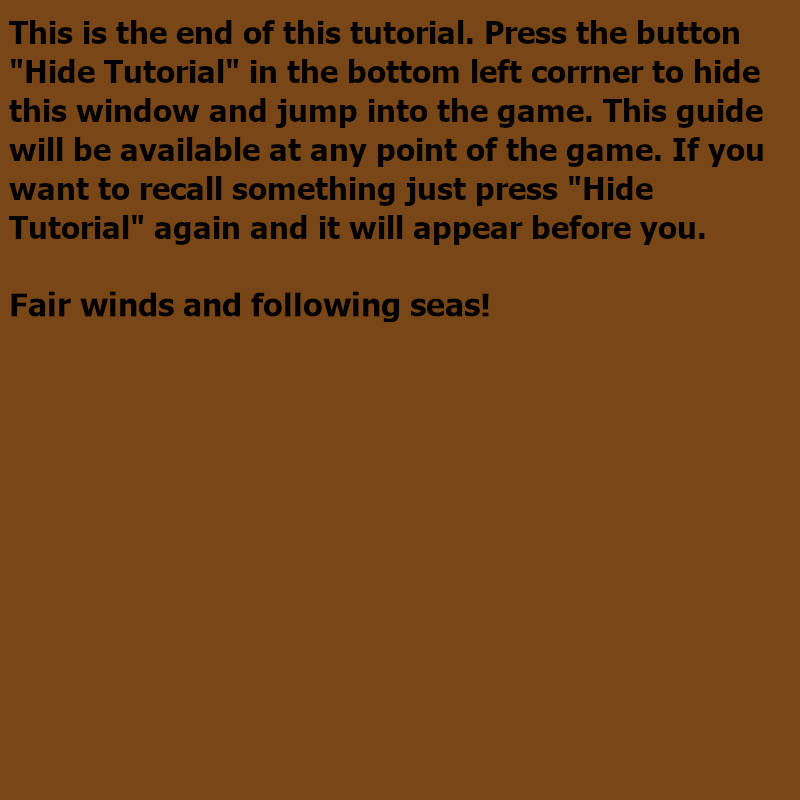 This is the end of this tutorial. Press the button
"Hide Tutorial" in the bottom left corrner to hide
this window and jump into the game. This guide
will be available at any point of the game. If you
want to recall something just press "Hide
Tutorial" again and it will appear before you.
Fair winds and following seas!